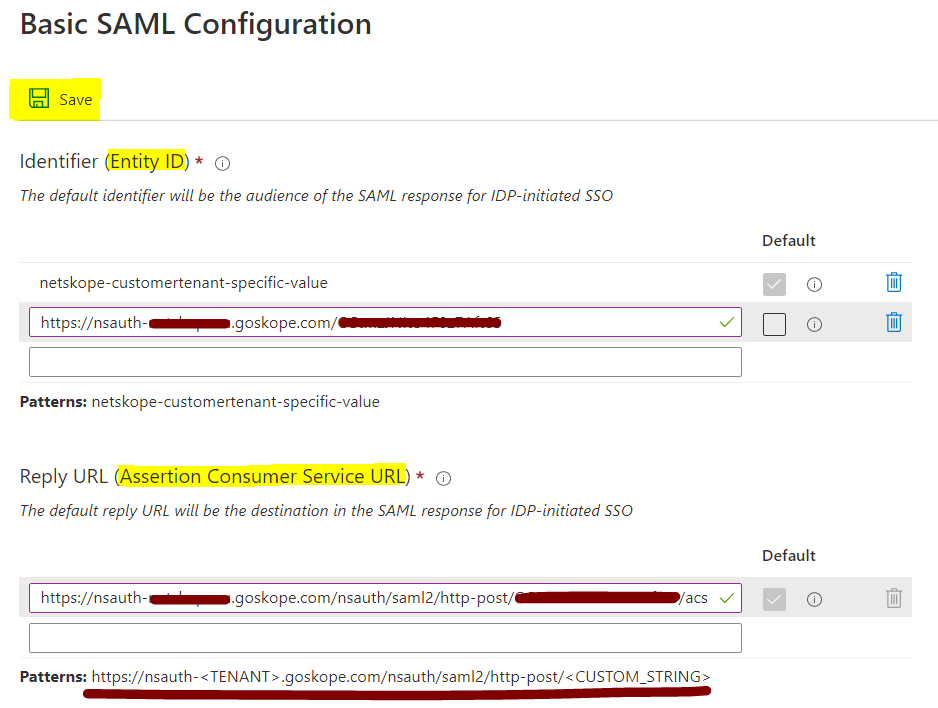 Basic SAML Configuration
Save
Identifier (Entity ID) *
The default identifier will be the audience of the SAML response for IDP-initiated SSO
Default
netskope-customertenant-specific-value
https://nsauth- .goskope.com/
Patterns: netskope-customertenant-specific-value
Reply URL (Assertion Consumer Service URL) *
The default reply URL will be the destination in the SAML response for IDP-initiated SSO
Default
https://nsauth- .goskope.com/nsauth/saml2/http-post/ /acs
Patterns: https://nsauth-<TENANT>.goskope.com/nsauth/saml2/http-post/<CUSTOM_STRING>